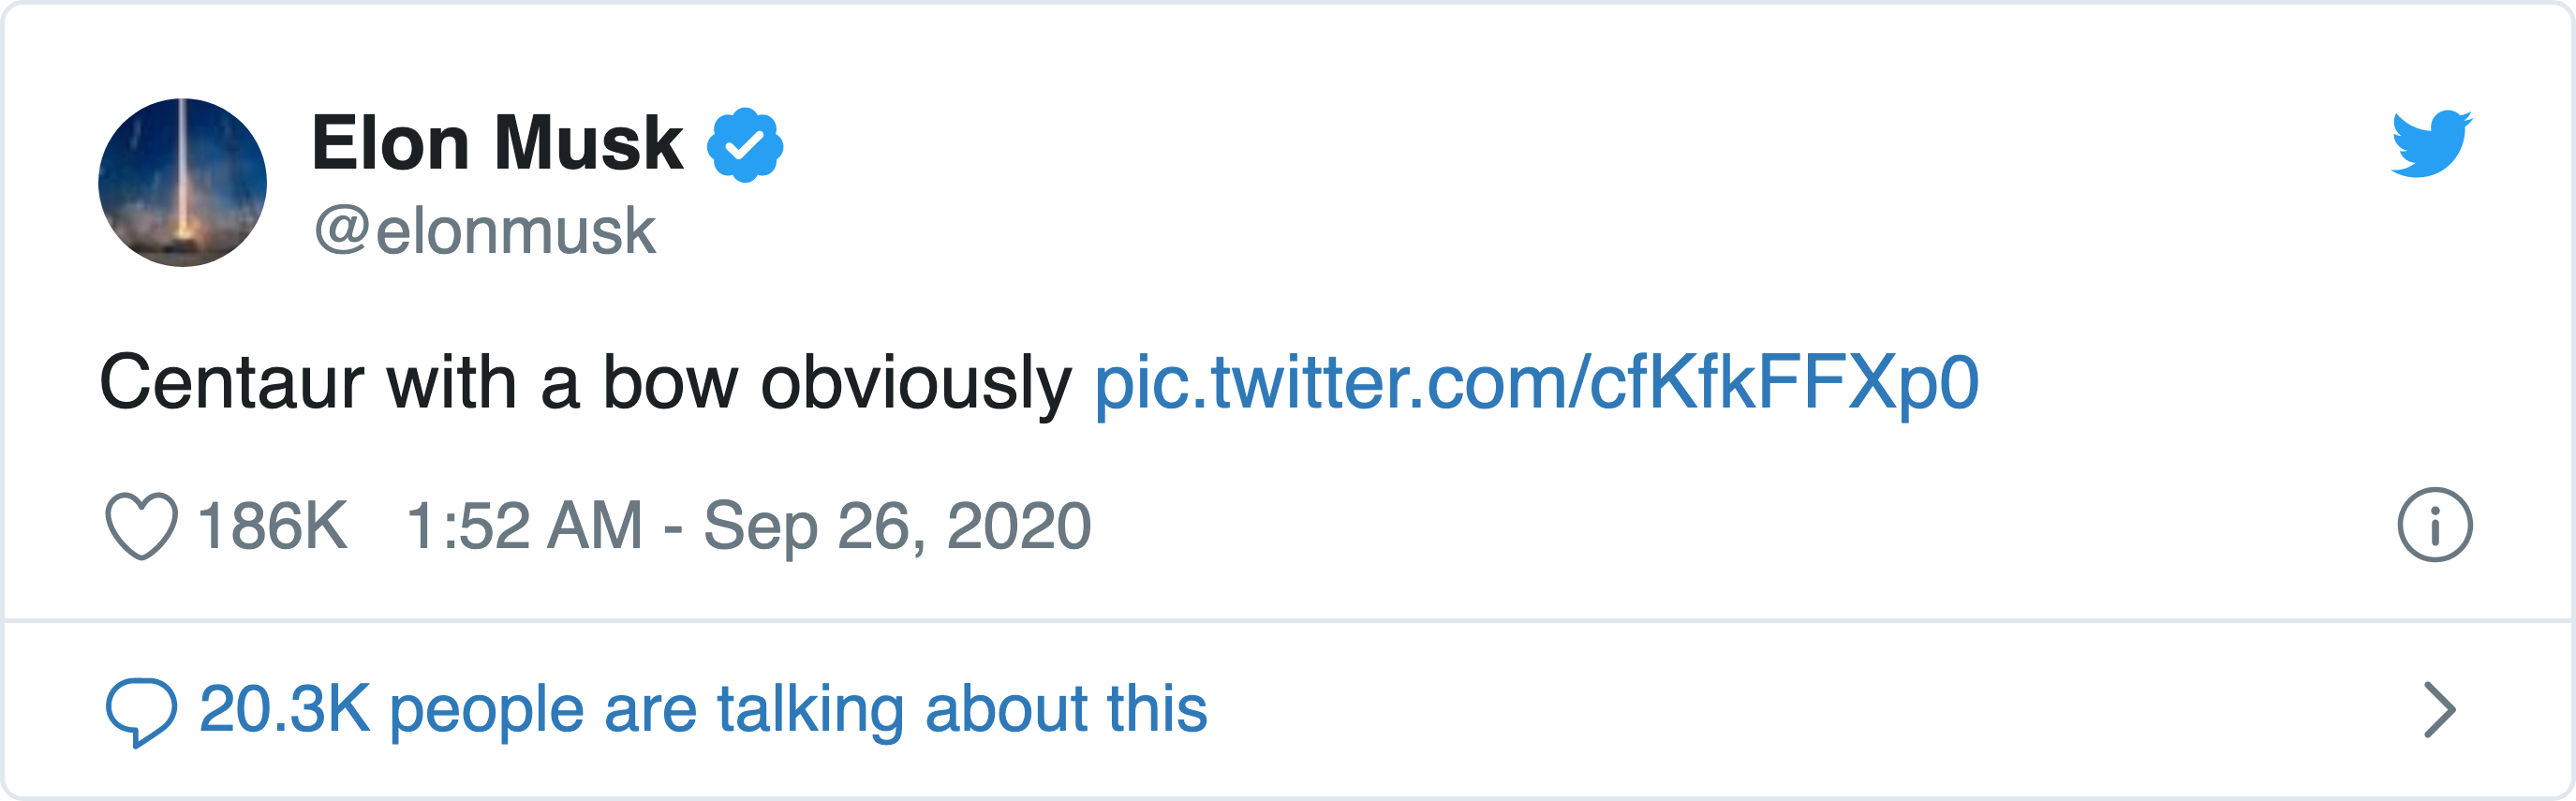 Elon Musk
@elonmusk
Centaur with a bow obviously pic.twitter.com/cfKfkFFXp0
186K 1:52 AM - Sep 26, 2020
20.3K people are talking about this